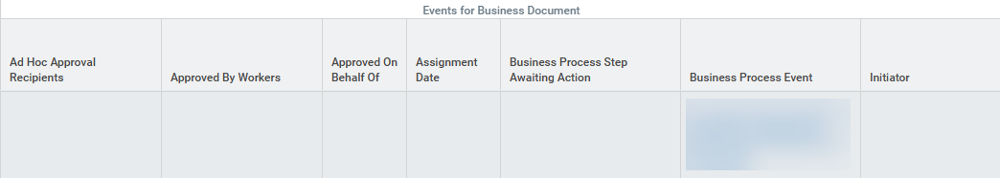 Events for Business Document
Ad Hoc Approval
Recipients
Approved By Workers
Approved On
Behalf Of
Assignment
Date
Business Process Step
Awaiting Action
Business Process Event
Initiator